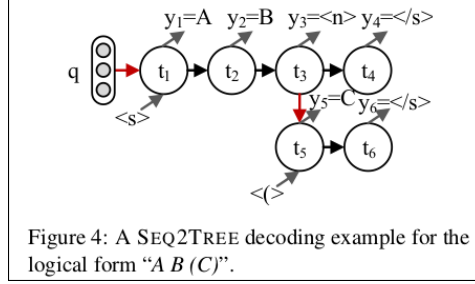 y₁=A y₂=B y₃=<n> y₄=</s>
q t₁ t₂ t₃ t₄
<s> y₅=C y₆=</s>
t₅ t₆
<(>
Figure 4: A SEQ2TREE decoding example for the
logical form “A B (C)”.